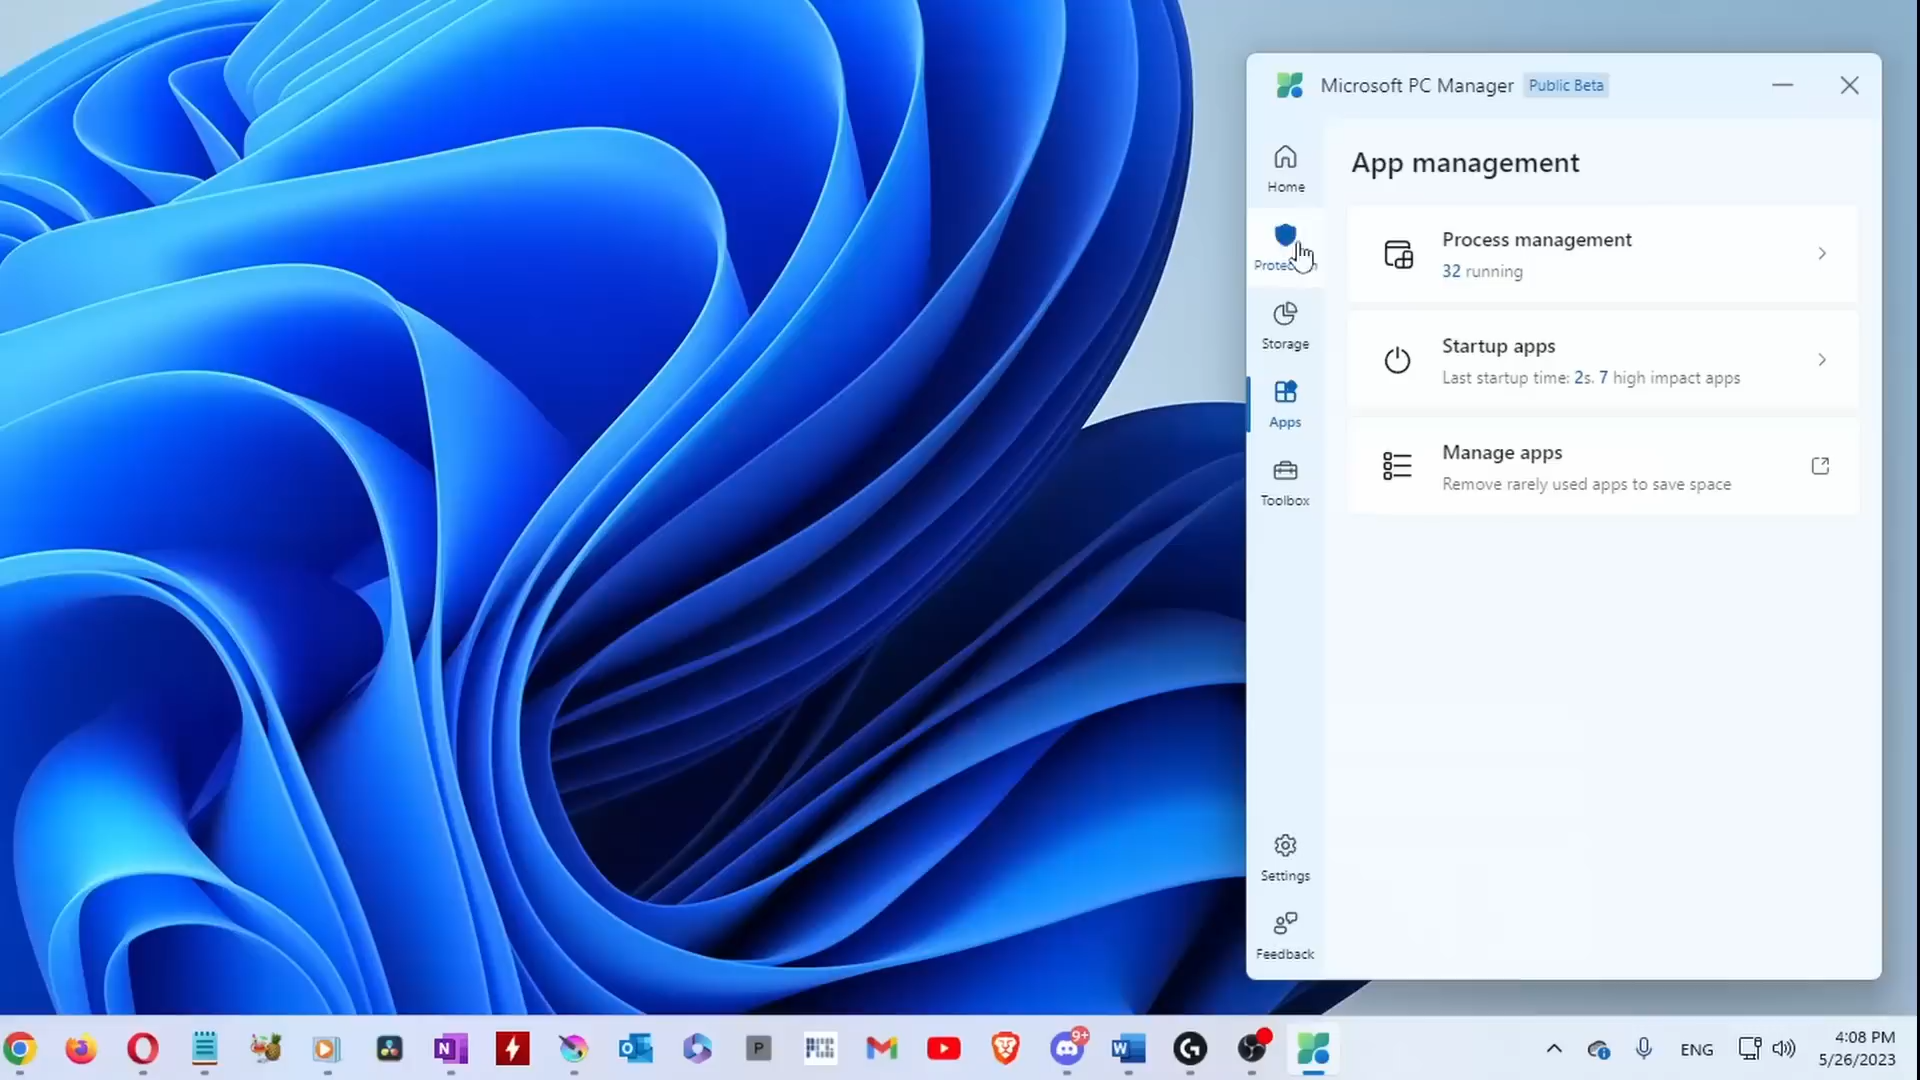 Microsoft PC Manager Public Beta
Home
Storage
Apps
Toolbox
Settings
Feedback
App management
Process management
32 running
Startup apps
Last startup time: 2s. 7 high impact apps
Manage apps
Remove rarely used apps to save space
9+
P
ENG
4:08 PM
5/26/2023